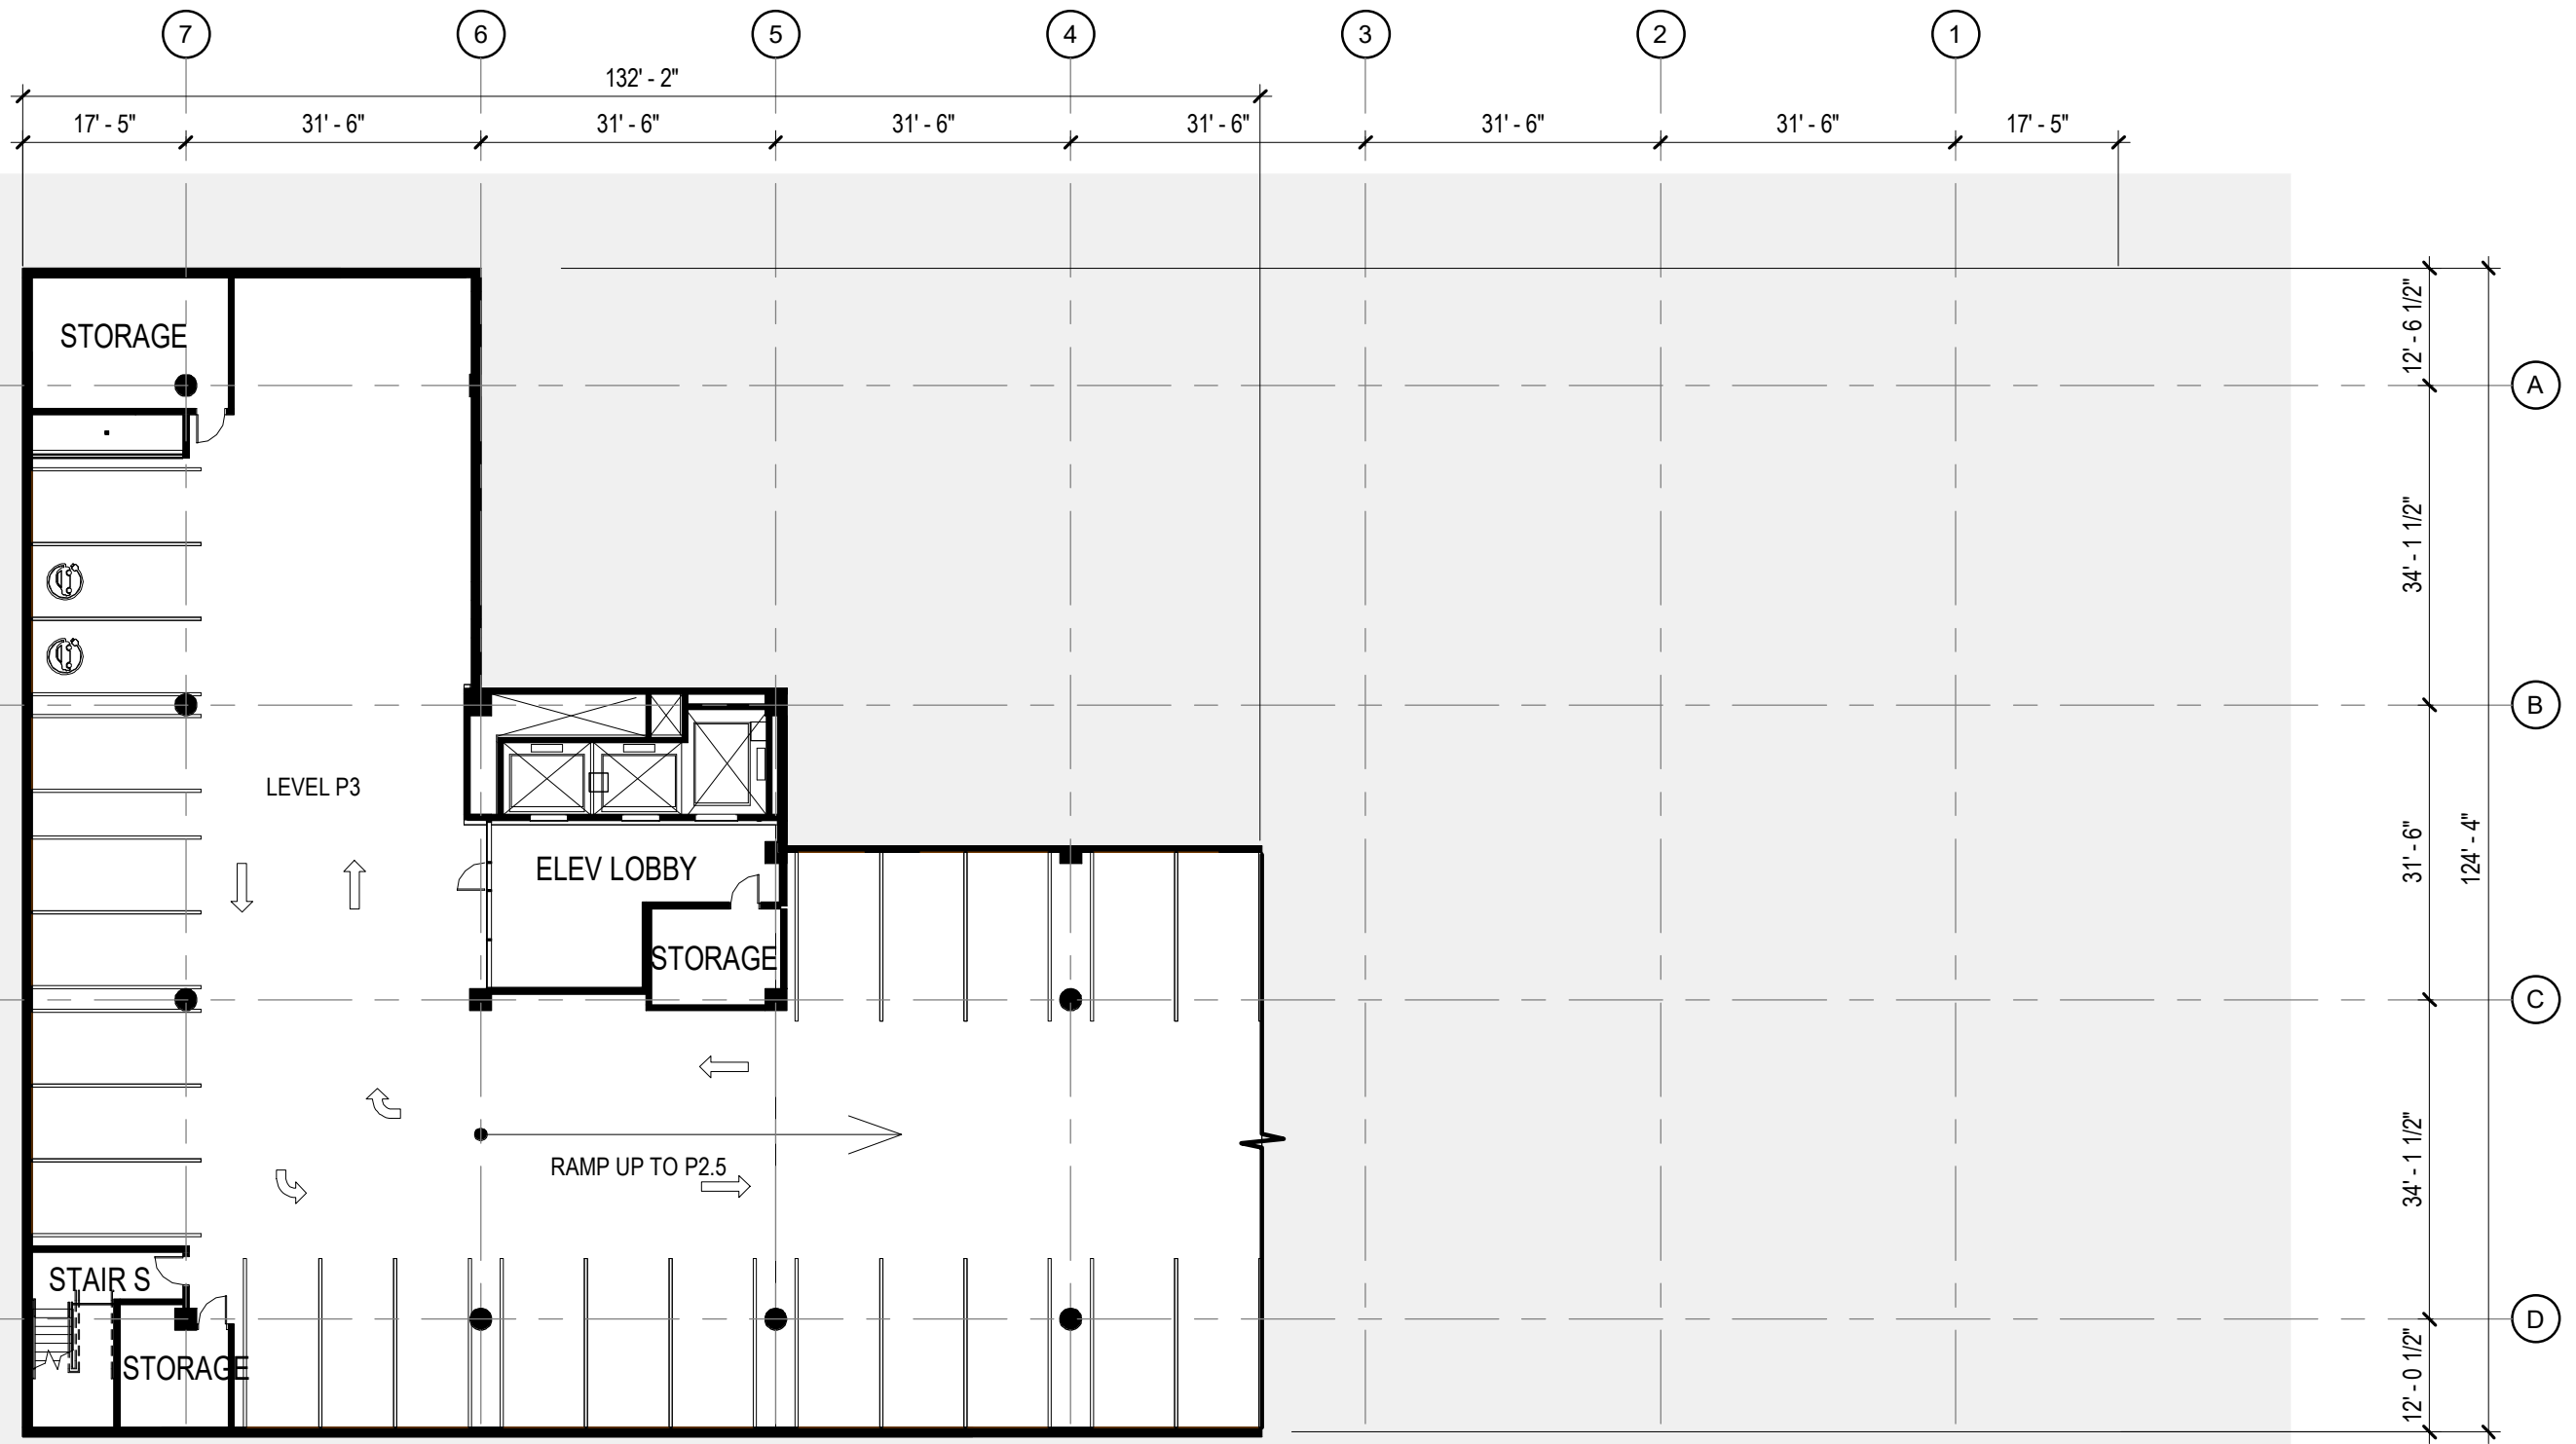 7 6 5 4 3 2 1
132' - 2"
17' - 5" 31' - 6" 31' - 6" 31' - 6" 31' - 6" 31' - 6" 31' - 6" 17' - 5"
12' - 6 1/2"
STORAGE
A
34' - 1 1/2"
B
LEVEL P3
31' - 6"
124' - 4"
ELEV LOBBY
STORAGE
C
34' - 1 1/2"
RAMP UP TO P2.5
STAIR S
D
STORAGE
12' - 0 1/2"